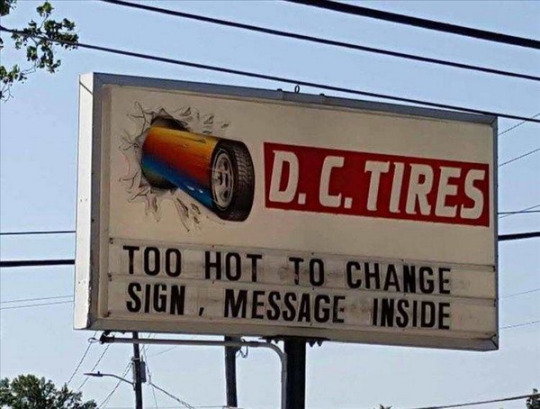 D. C. TIRES
TOO HOT TO CHANGE
SIGN , MESSAGE INSIDE